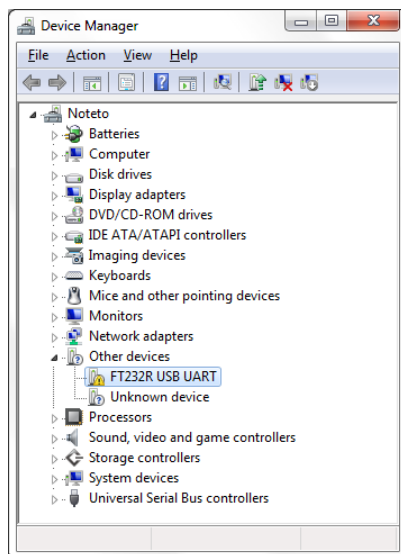 Device Manager
File Action View Help
Noteto
Batteries
Computer
Disk drives
Display adapters
DVD/CD-ROM drives
IDE ATA/ATAPI controllers
Imaging devices
Keyboards
Mice and other pointing devices
Monitors
Network adapters
Other devices
FT232R USB UART
Unknown device
Processors
Sound, video and game controllers
Storage controllers
System devices
Universal Serial Bus controllers